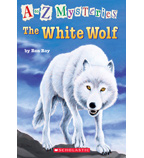 A to Z MYSTERIES
The White Wolf
by Ron Roy
SCHOLASTIC